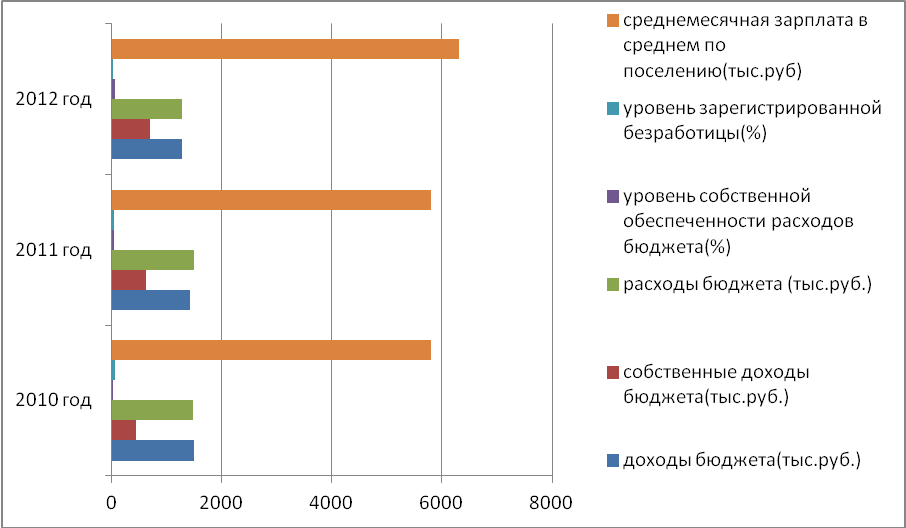 2012 год
2011 год
2010 год
0 2000 4000 6000 8000
среднемесячная зарплата в
среднем по
поселению(тыс.руб)
уровень зарегистрированной
безработицы(%)
уровень собственной
обеспеченности расходов
бюджета(%)
расходы бюджета (тыс.руб.)
собственные доходы
бюджета(тыс.руб.)
доходы бюджета(тыс.руб.)